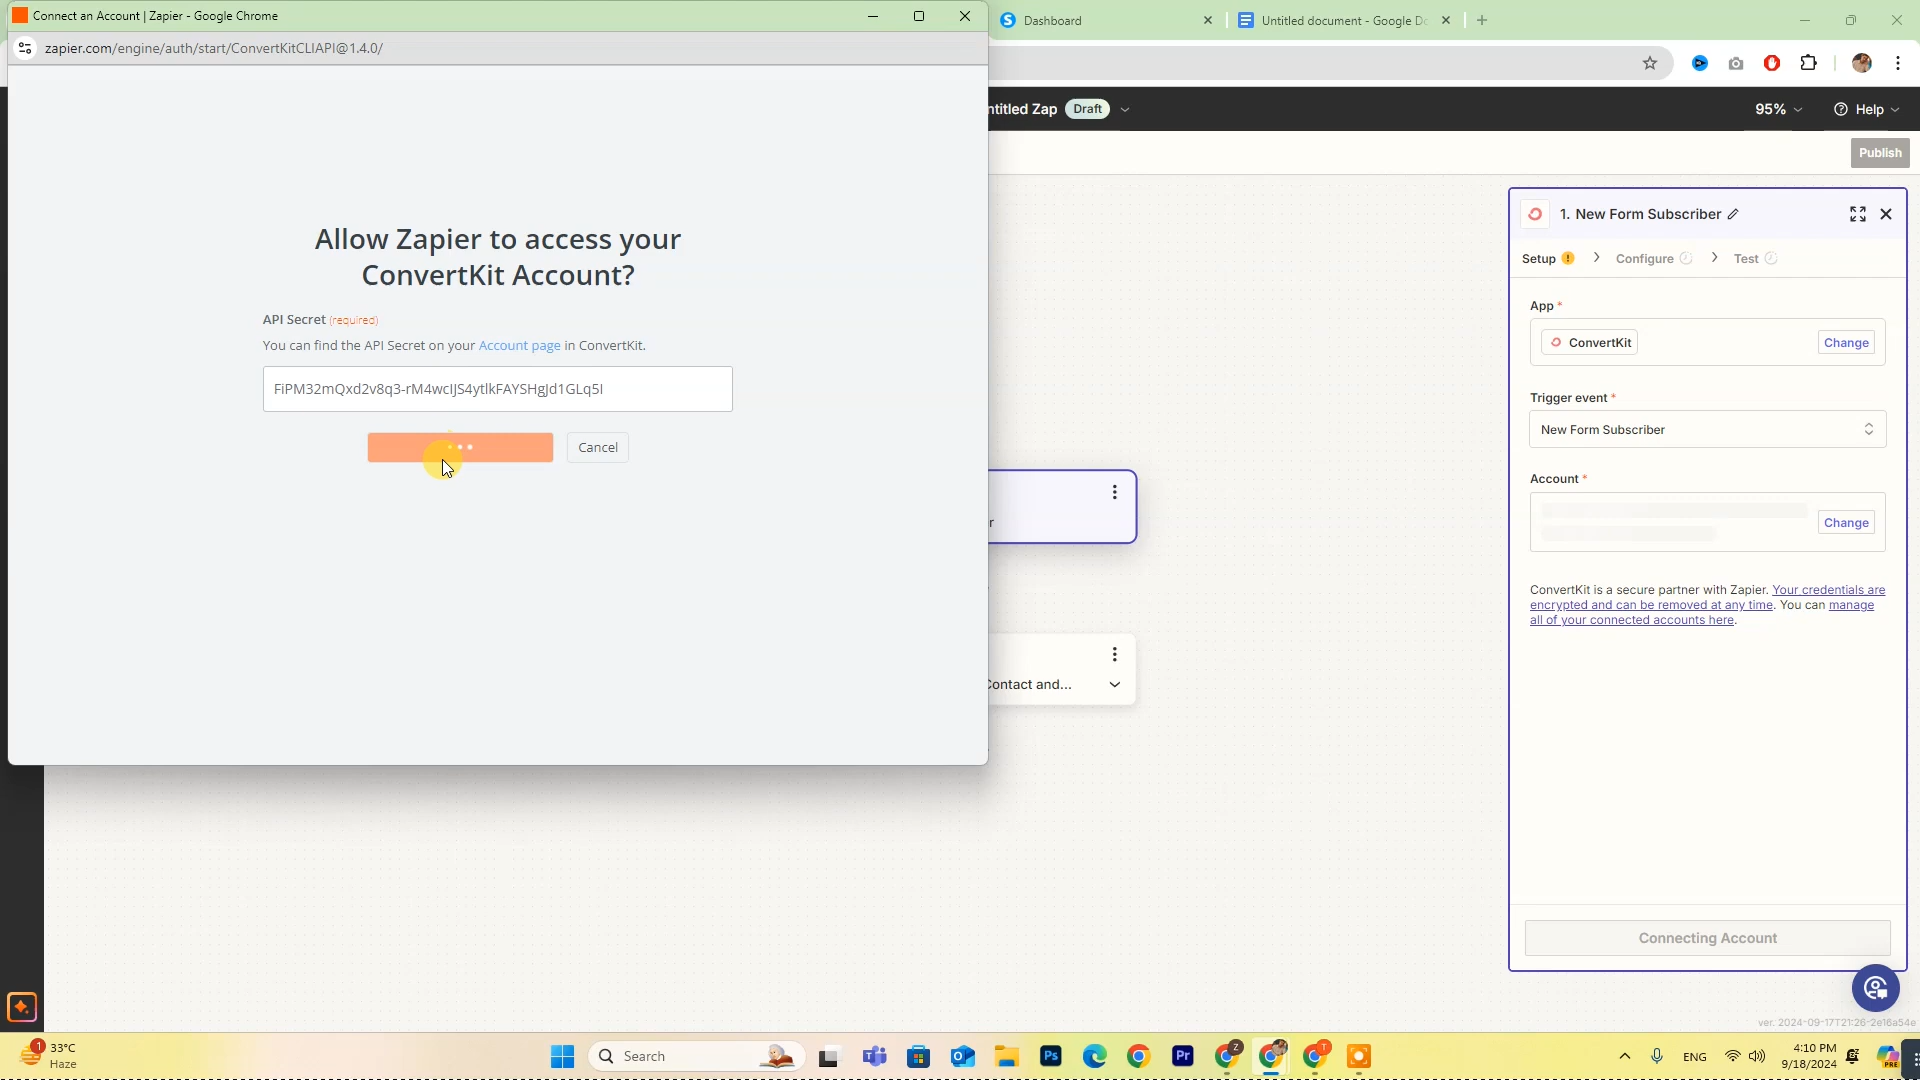 Connect an Account | Zapier - Google Chrome
zapier.com/engine/auth/start/ConvertKitCLIAPI@1.4.0/
Dashboard
Untitled document - Google Do
ntitled Zap
Draft
95%
Help
Publish
Allow Zapier to access your
ConvertKit Account?
API Secret (required)
You can find the API Secret on your Account page in ConvertKit.
FiPM32mQxd2v8q3-rM4wcIJS4ytlkFAYSHgJd1GLq5I
Cancel
r
Contact and...
1. New Form Subscriber
Setup
Configure
Test
App *
ConvertKit
Change
Trigger event *
New Form Subscriber
Account *
Change
ConvertKit is a secure partner with Zapier. Your credentials are
encrypted and can be removed at any time. You can manage
all of your connected accounts here.
Connecting Account
ver. 2024-09-17T21:26-2e16a54e
1
33°C
Haze
Search
Ps
Pr
Z
T
ENG
4:10 PM
9/18/2024
PRE